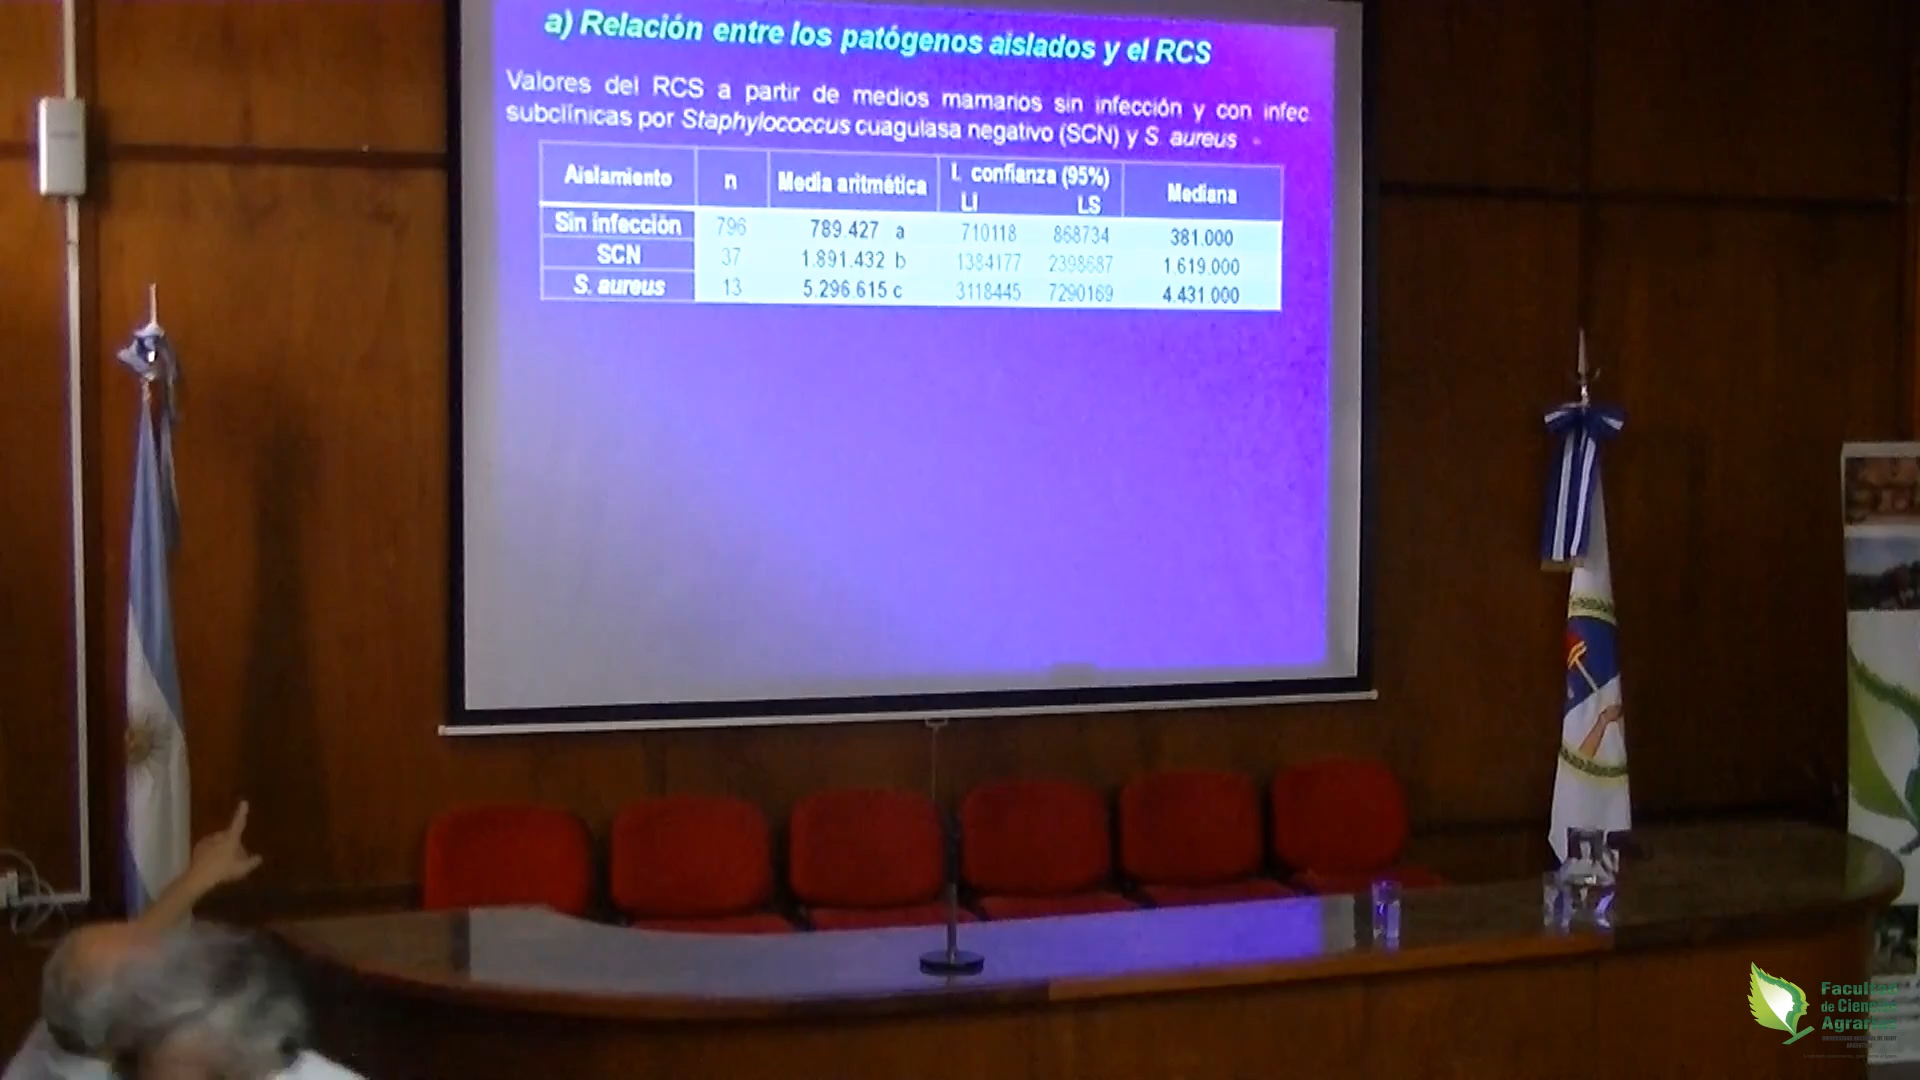 a) Relación entre los patógenos aislados y el RCS
Valores del RCS a partir de medios mamarios sin infección y con infec
subclínicas por Staphylococcus cuagulasa negativo (SCN) y S. aureus
Aislamiento n Media aritmética I. confianza (95%) Mediana
LI LS
Sin infección 796 789.427 a 710118 868734 381.000
SCN 37 1.891.432 b 1384177 2398687 1.619.000
S. aureus 13 5.296.615 c 3118445 7290169 4.431.000
Facultad
de Ciencias
Agrarias